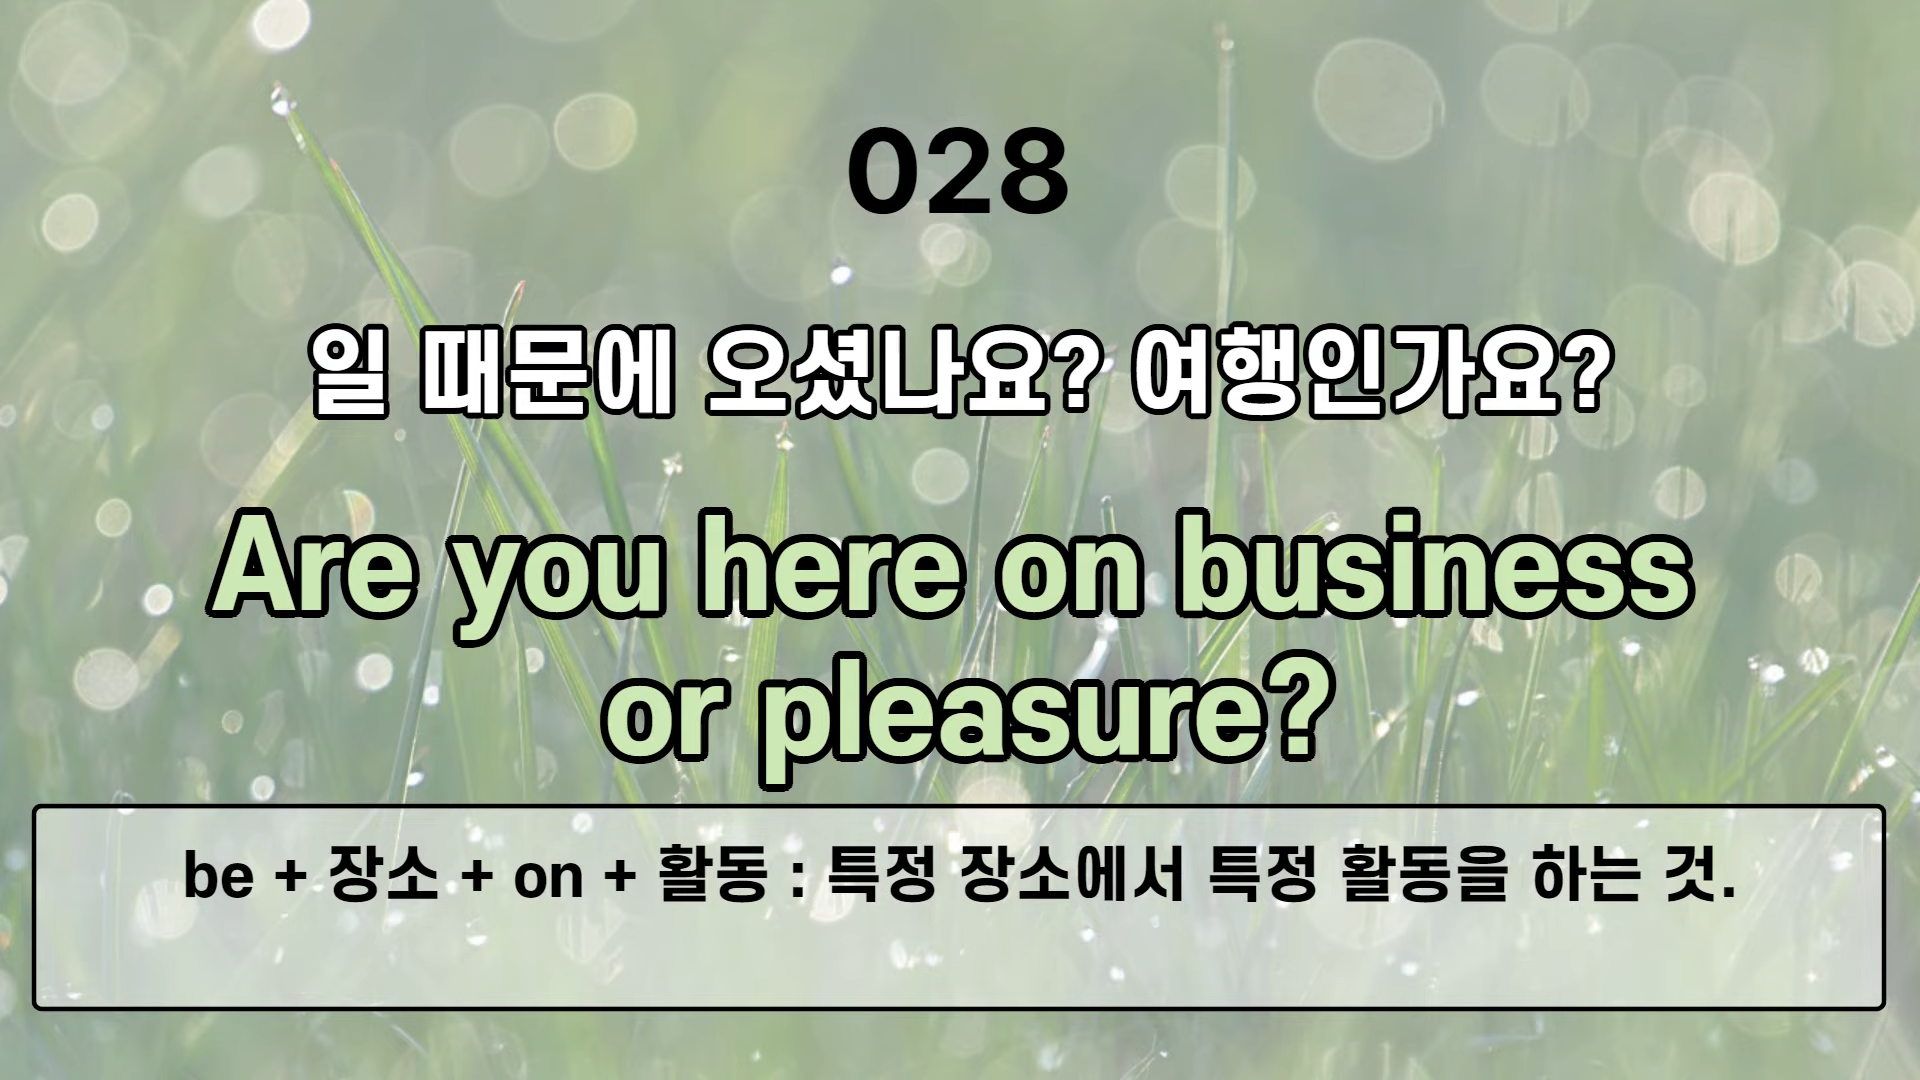 028
일 때문에 오셨나요? 여행인가요?
Are you here on business
or pleasure?
be + 장소 + on + 활동 : 특정 장소에서 특정 활동을 하는 것.